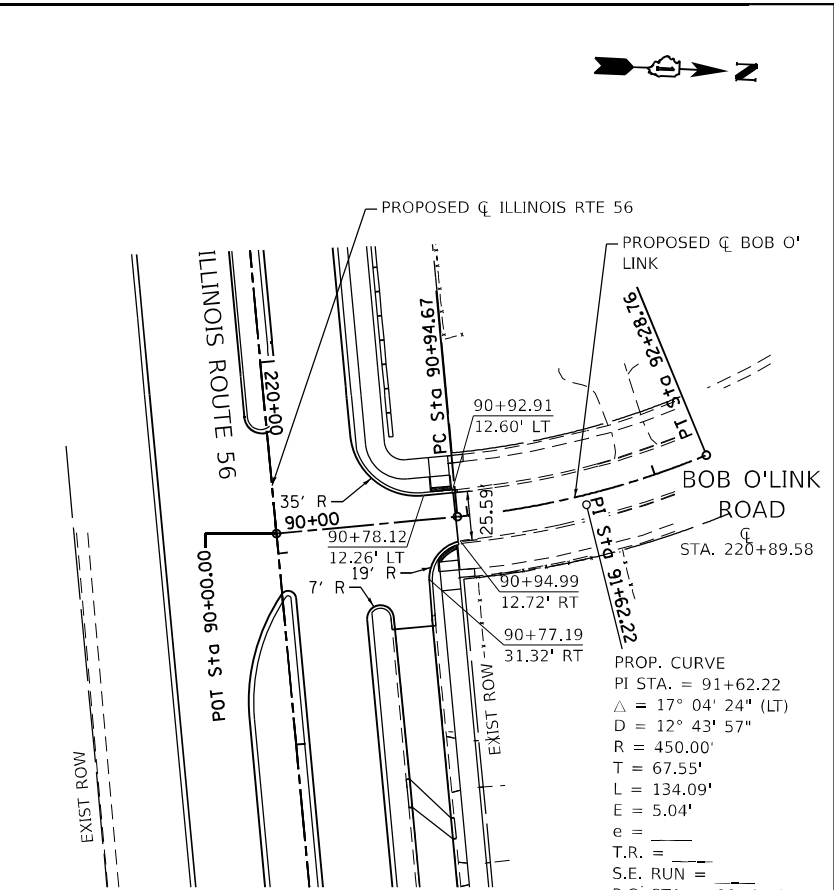 N
PROPOSED ℄ ILLINOIS RTE 56
PROPOSED ℄ BOB O'
LINK
ILLINOIS ROUTE 56
220+00
PC Sta 90+94.67
PT Sta 92+28.76
90+92.91
12.60' LT
35' R
90+00
25.59'
BOB O'LINK
ROAD
℄
STA. 220+89.58
90+78.12
12.26' LT
19' R
7' R
POT Sta 90+00.00
PI Sta 91+62.22
90+94.99
12.72' RT
90+77.19
31.32' RT
EXIST ROW
EXIST ROW
PROP. CURVE
PI STA. = 91+62.22
△ = 17° 04' 24" (LT)
D = 12° 43' 57"
R = 450.00'
T = 67.55'
L = 134.09'
E = 5.04'
e = ____
T.R. = ____
S.E. RUN = ____